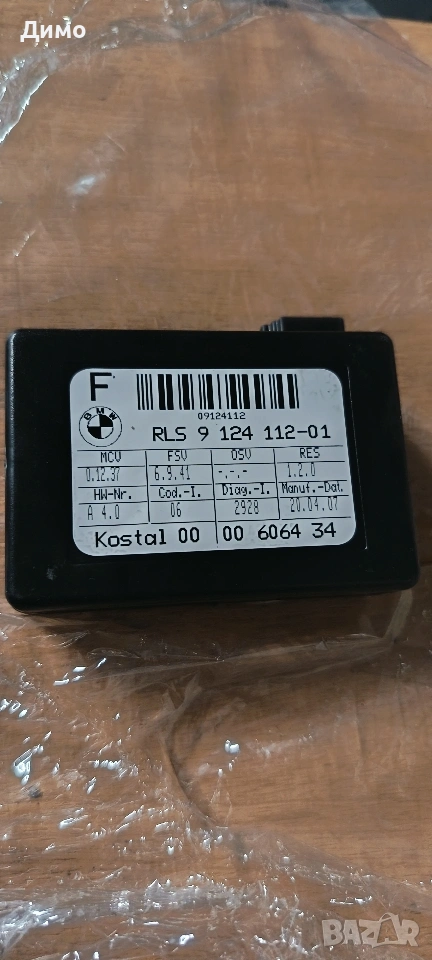 Димо
F
09124112
BMW
RLS 9 124 112-01
MCV FSV OSV RES
0.12.37 6.9.41 -.-.- 1.2.0
HW-Nr. Cod.-I. Diag.-I. Manuf.-Dat.
A 4.0 06 2928 20.04.07
Kostal 00 00 6064 34
BAZAR